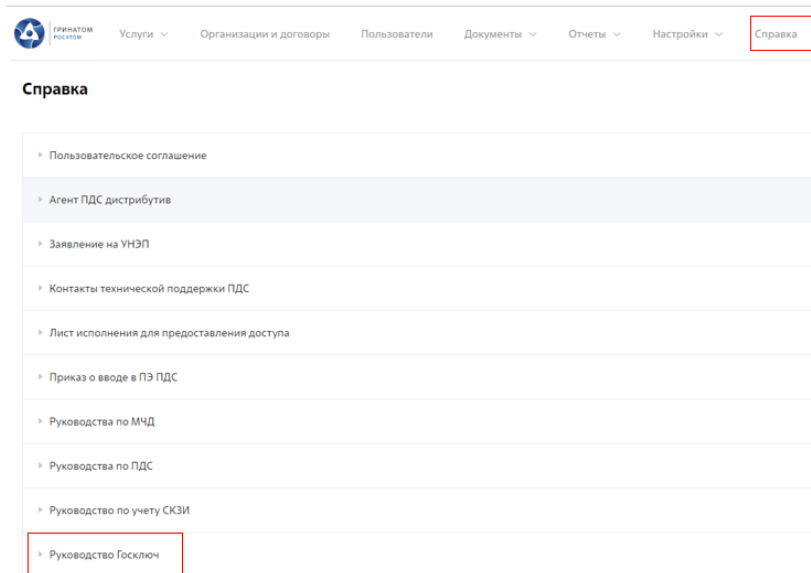 ГРИНАТОМ
РОСАТОМ
Услуги
Организации и договоры
Пользователи
Документы
Отчеты
Настройки
Справка
Справка
Пользовательское соглашение
Агент ПДС дистрибутив
Заявление на УНЭП
Контакты технической поддержки ПДС
Лист исполнения для предоставления доступа
Приказ о вводе в ПЭ ПДС
Руководства по МЧД
Руководства по ПДС
Руководство по учету СКЗИ
Руководство Госключ